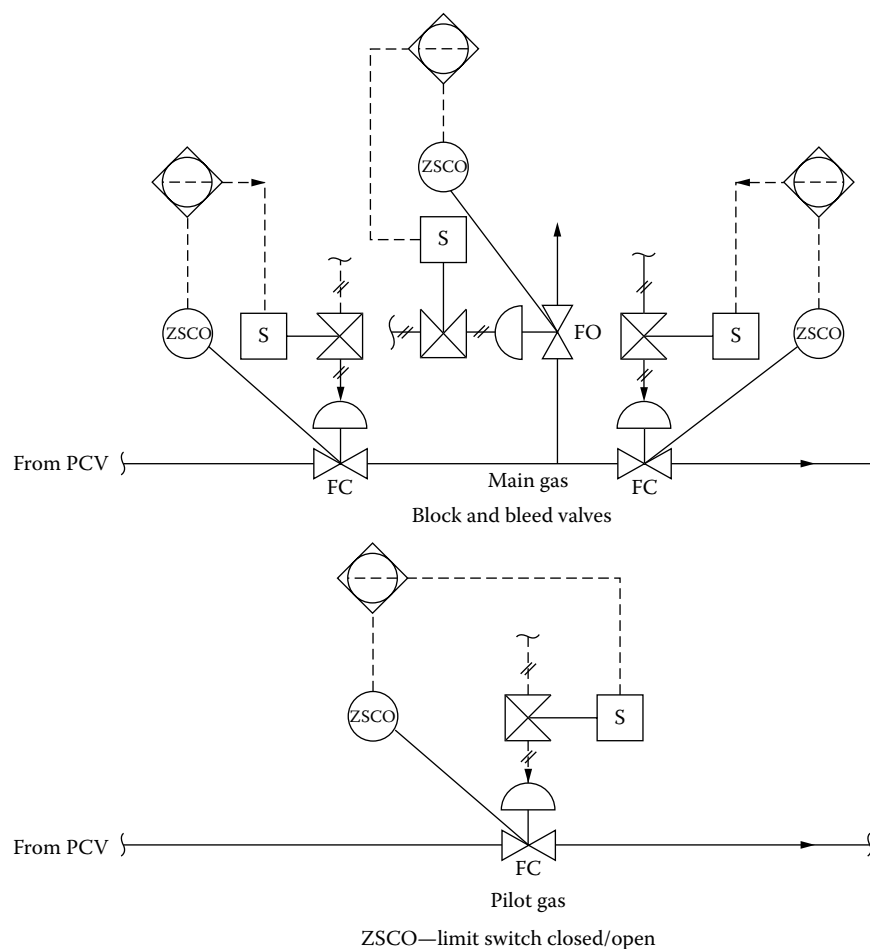 ZSCO
ZSCO
S
S
ZSCO
FO
S
ZSCO
From PCV
FC
Main gas
FC
Block and bleed valves
ZSCO
S
From PCV
FC
Pilot gas
ZSCO—limit switch closed/open